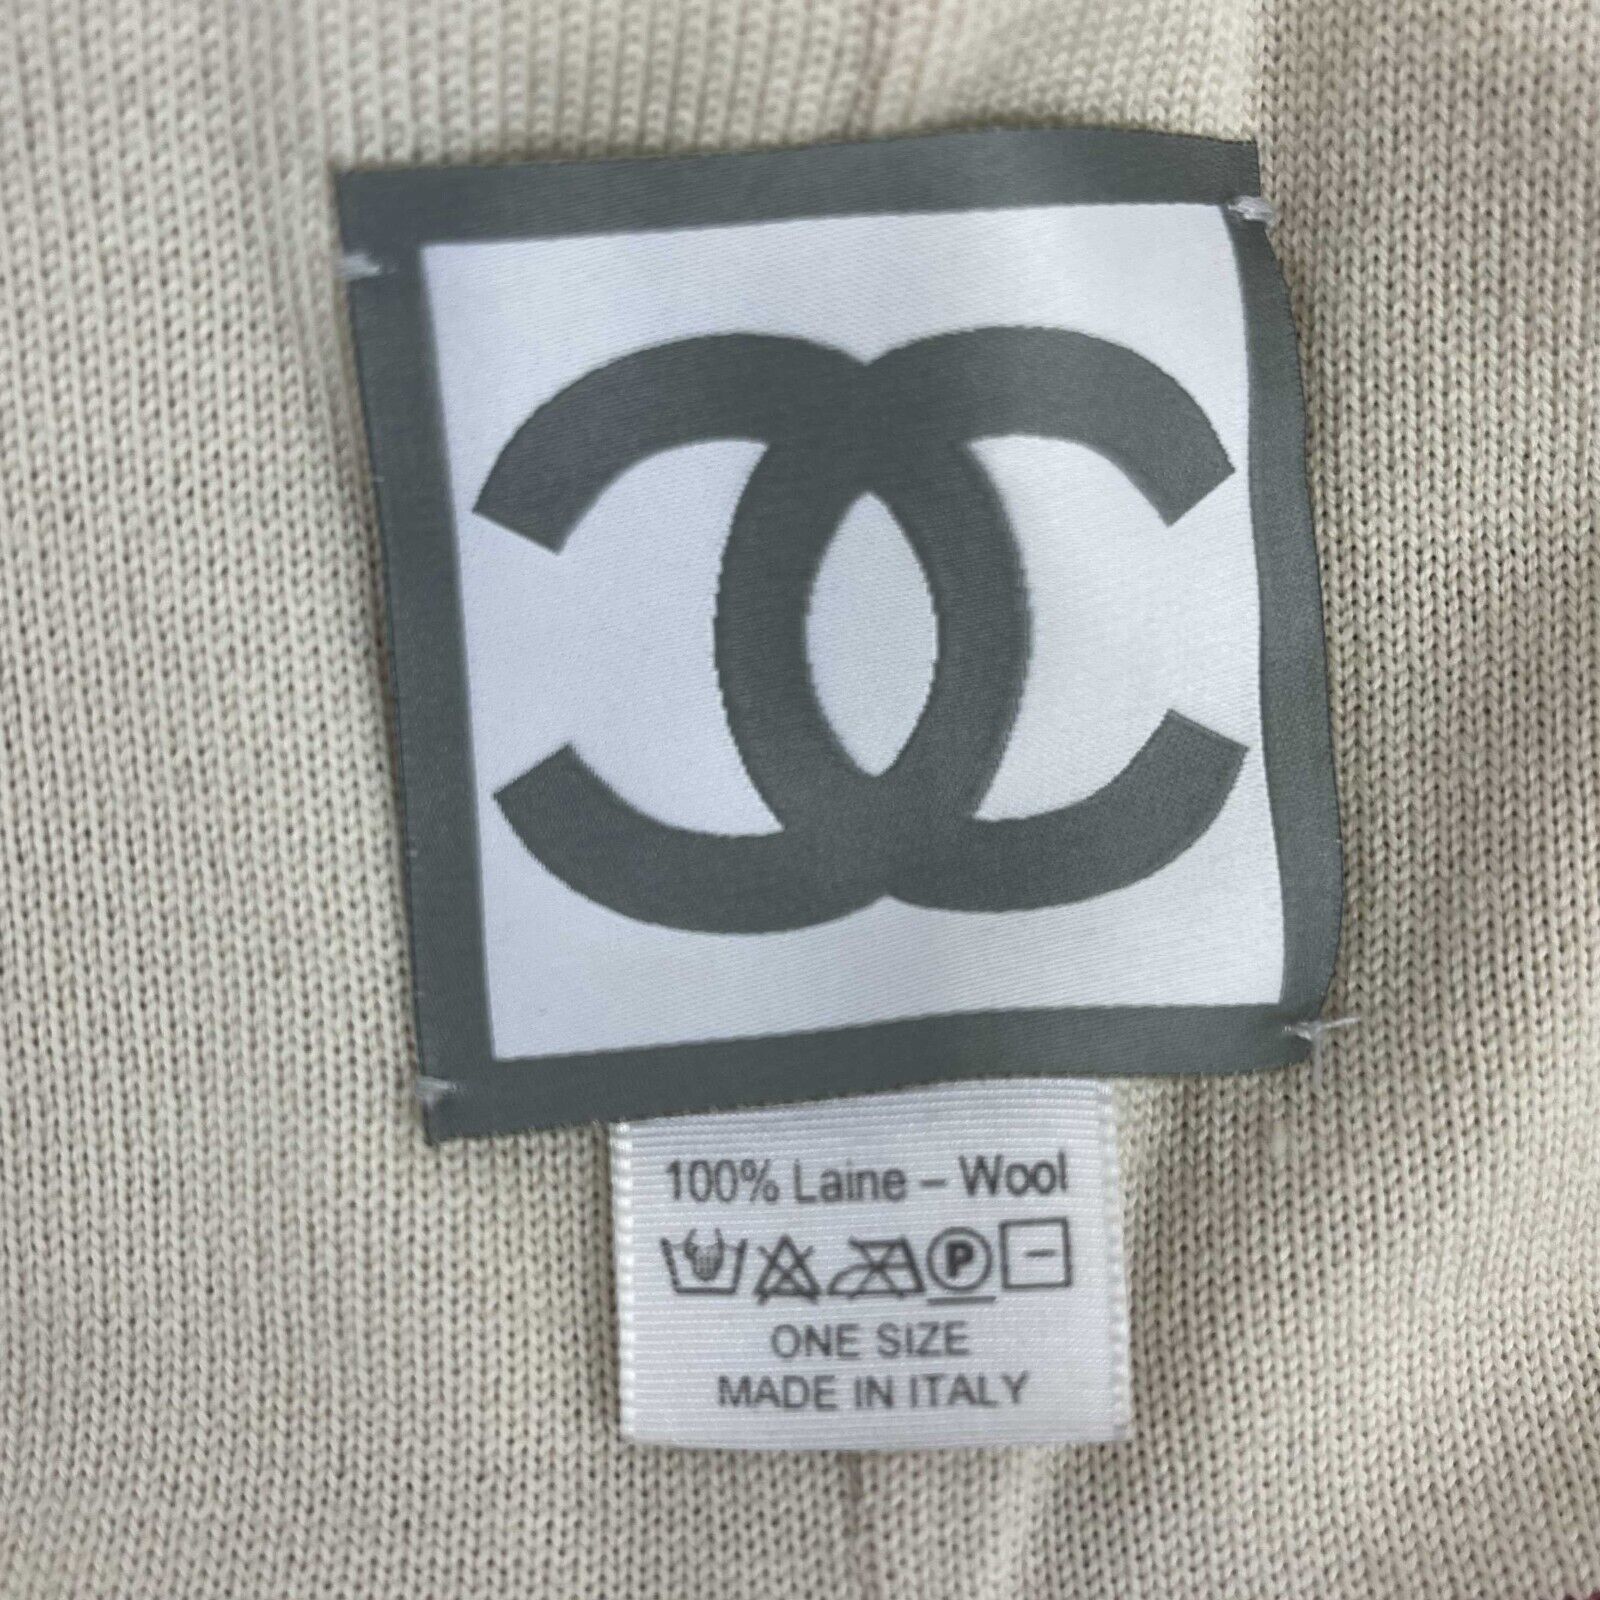 100% Laine – Wool
P
ONE SIZE
MADE IN ITALY